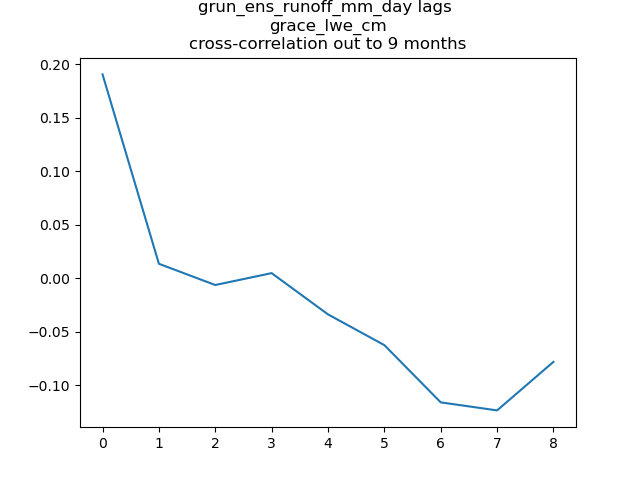 grun_ens_runoff_mm_day lags
grace_lwe_cm
cross-correlation out to 9 months
0.20
0.15
0.10
0.05
0.00
−0.05
−0.10
0 1 2 3 4 5 6 7 8